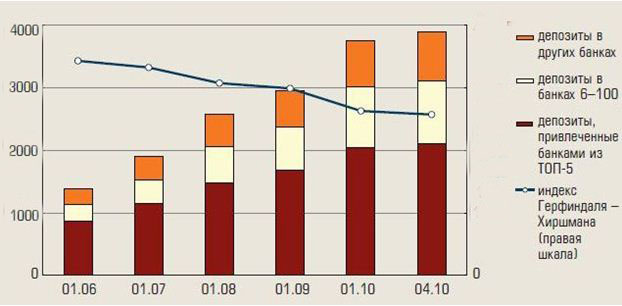 4000
3000
2000
1000
0
0
01.06
01.07
01.08
01.09
01.10
04.10
депозиты в
других банках
депозиты в
банках 6–100
депозиты,
привлеченные
банками из
ТОП-5
индекс
Герфиндаля –
Хиршмана
(правая
шкала)